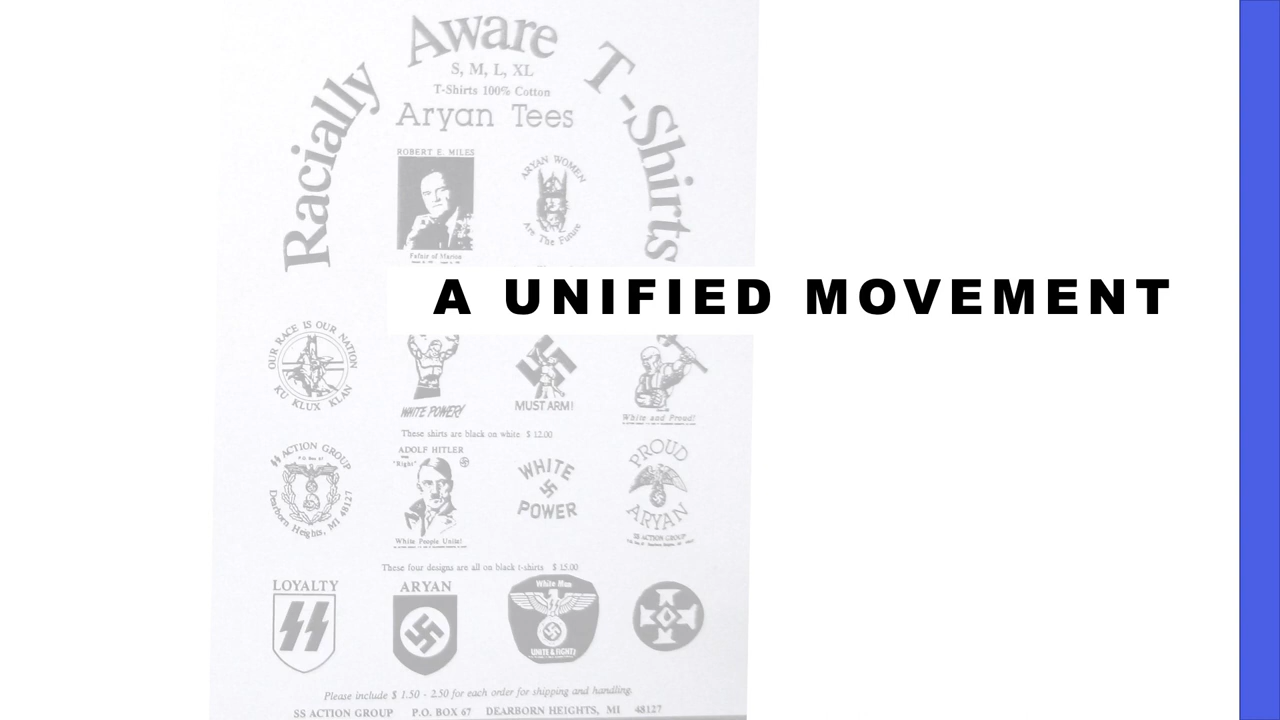 Racially Aware T-Shirts
S, M, L, XL
T-Shirts 100% Cotton
Aryan Tees
ROBERT E. MILES
ARYAN WOMEN
Are The Future
A UNIFIED MOVEMENT
OUR RACE IS OUR NATION
KU KLUX KLAN
WHITE POWER!
MUST ARM!
White and Proud!
These shirts are black on white $ 12.00
SS ACTION GROUP
P.O. Box 67
Dearborn Heights, MI 48127
ADOLF HITLER
"Right"
White People Unite!
WHITE
POWER
PROUD
ARYAN
SS ACTION GROUP
These four designs are all on black t-shirts $ 15.00
LOYALTY
ARYAN
White Men
UNITE & FIGHT!
Please include $ 1.50 - 2.50 for each order for shipping and handling.
SS ACTION GROUP P.O. BOX 67 DEARBORN HEIGHTS, MI 48127